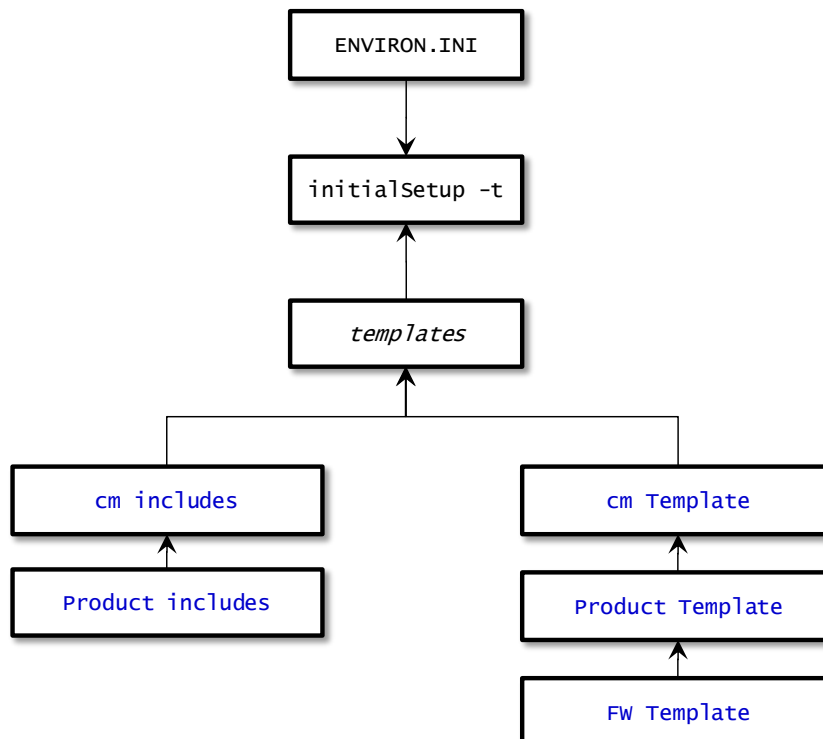 ENVIRON.INI
initialSetup –t
templates
cm includes
cm Template
Product includes
Product Template
FW Template